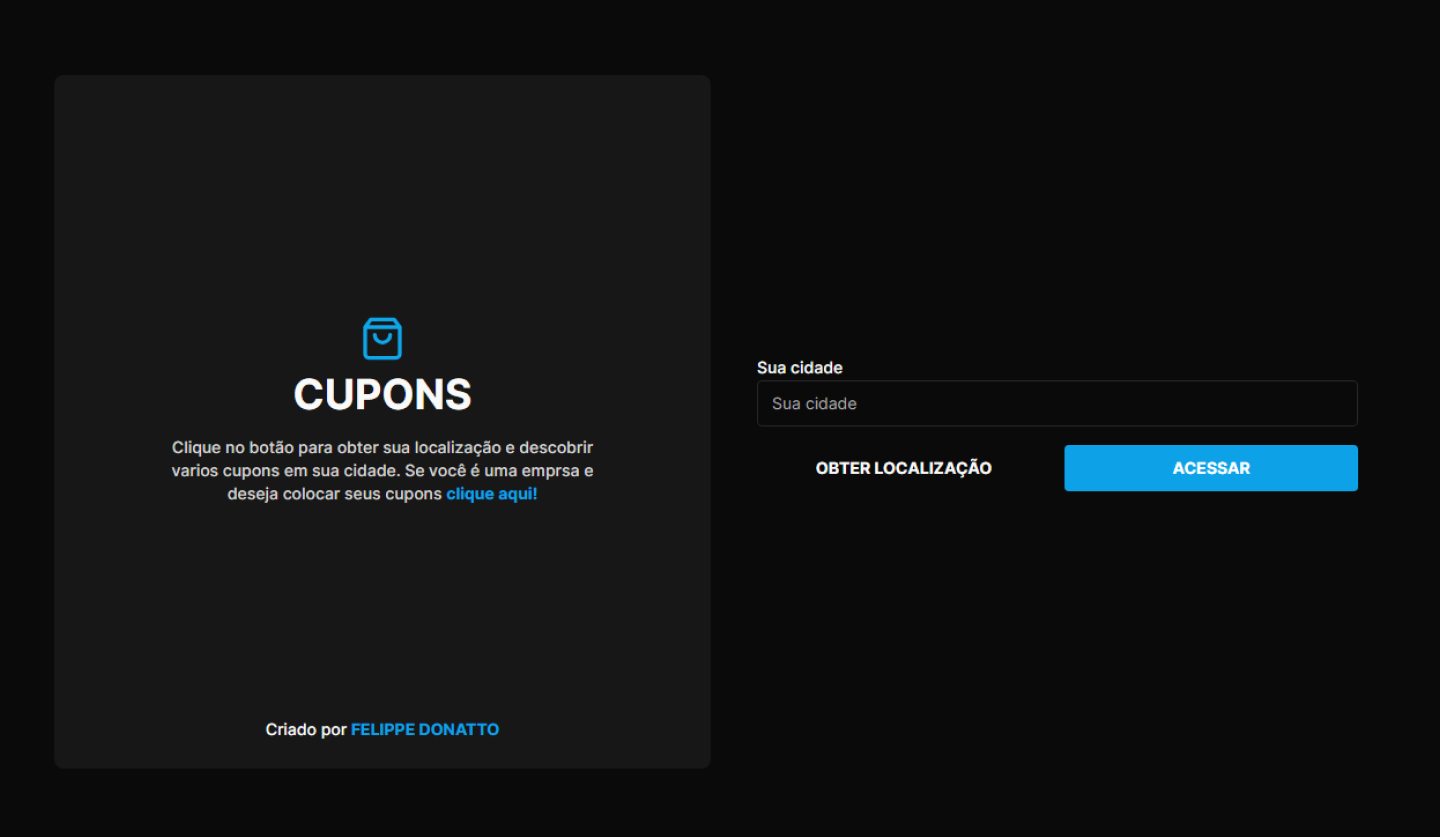 CUPONS
Clique no botão para obter sua localização e descobrir
varios cupons em sua cidade. Se você é uma emprsa e
deseja colocar seus cupons clique aqui!
Criado por FELIPPE DONATTO
Sua cidade
Sua cidade
OBTER LOCALIZAÇÃO
ACESSAR